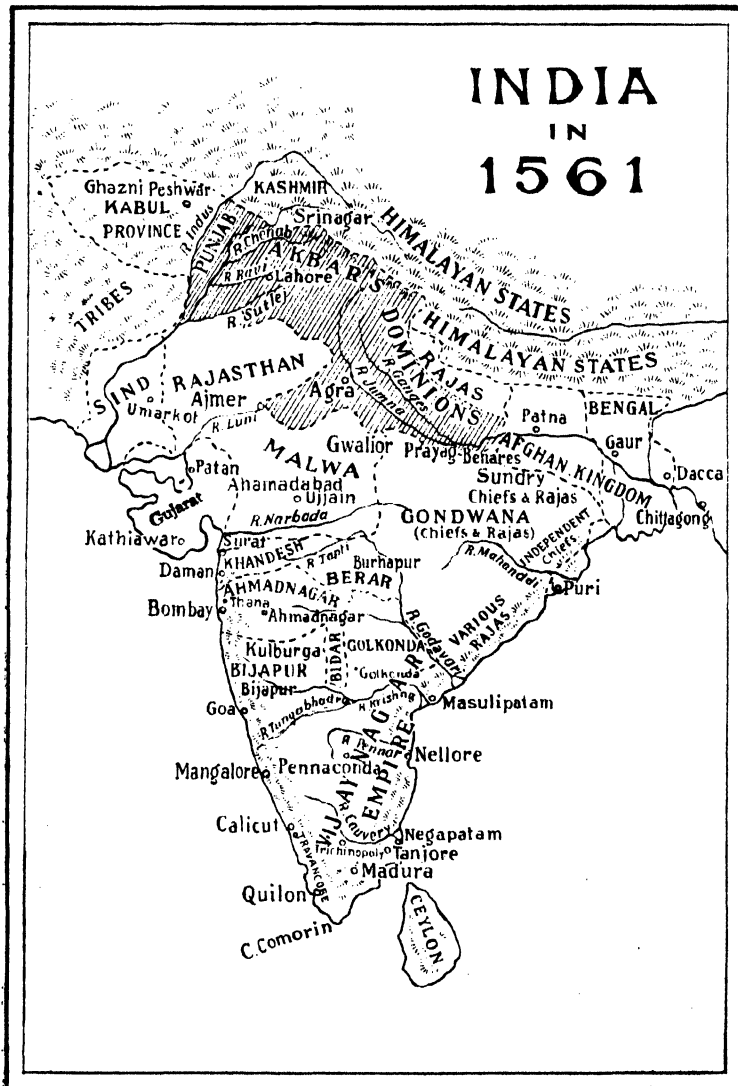 INDIA
IN
1561
Ghazni Peshwar
KABUL
PROVINCE
R. Indus
KASHMIR
Srinagar
PUNJAB
R. Chenab
R. Ravi
Lahore
R. Sutlej
AKBAR'S
DOMINIONS
HIMALAYAN STATES
HIMALAYAN STATES
RAJAS
TRIBES
SIND
RAJASTHAN
Ajmer
Umarkot
R. Luni
Agra
R. Jumna
R. Ganges
Patna
BENGAL
Gaur
Dacca
Chittagong
Gwalior
Prayag
Benares
AFGHAN KINGDOM
MALWA
Patan
Ahamadabad
Ujjain
Sundry
Chiefs & Rajas
Gujarat
Kathiawar
R. Narbada
GONDWANA
(Chiefs & Rajas)
INDEPENDENT
Chiefs
R. Mahanddi
Puri
Surat
KHANDESH
R. Tapti
Burhapur
Daman
BERAR
AHMADNAGAR
Thana
Ahmadnagar
Bombay
R. Godavari
VARIOUS
RAJAS
Kulburga
BIDAR
GOLKONDA
Golkonda
BIJAPUR
Bijapur
Goa
R. Tungabhadra
R. Krishna
Masulipatam
VIJAYANAGAR
EMPIRE
R. Pennar
Nellore
Mangalore
Pennaconda
Calicut
R. Cauvery
Negapatam
Trichinopoly
Tanjore
TRAVANCORE
Madura
Quilon
C. Comorin
CEYLON